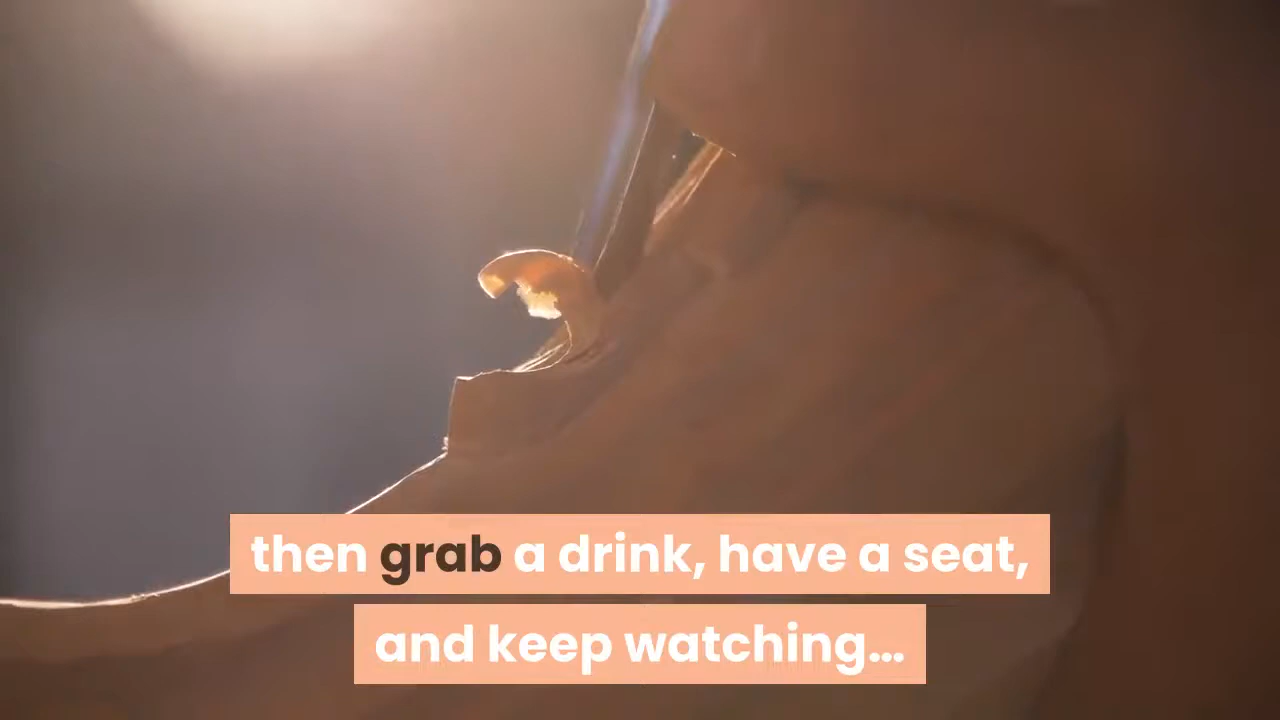 then grab a drink, have a seat,
and keep watching...